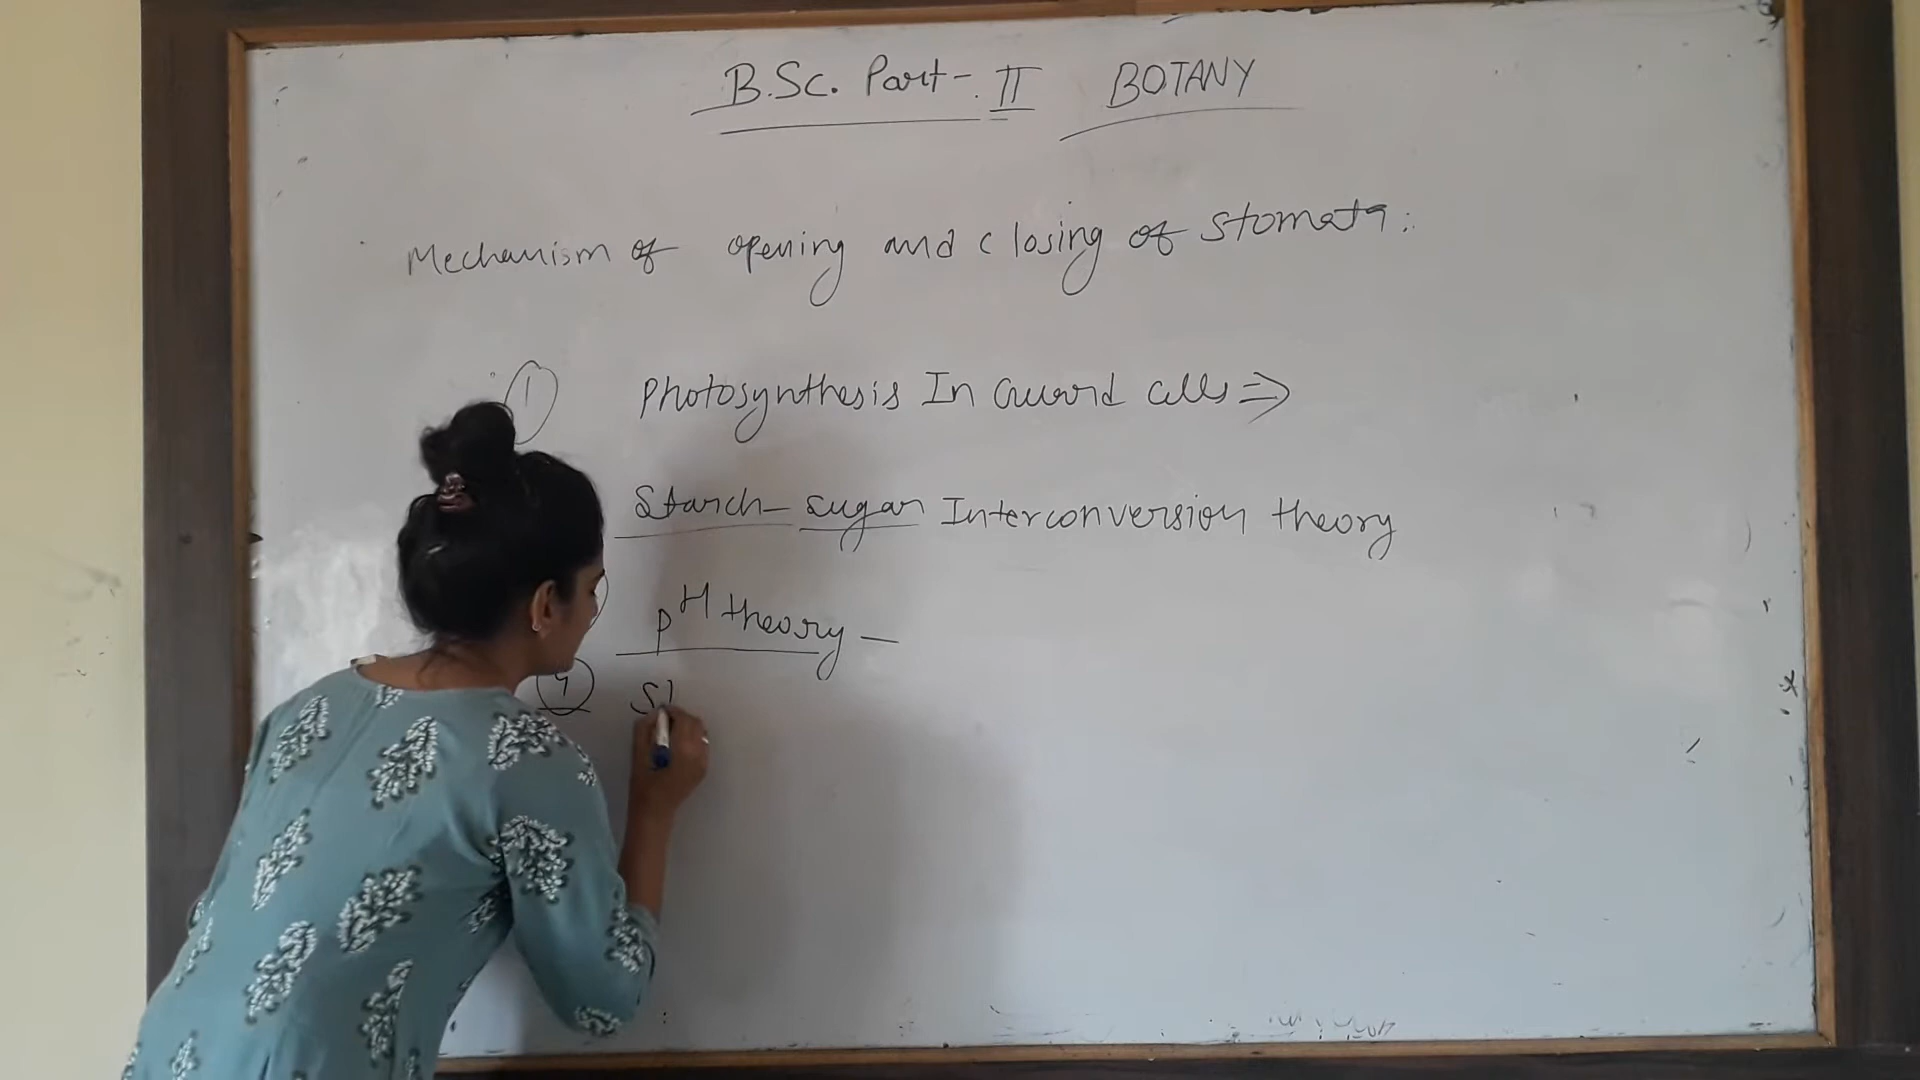 B.Sc. Part-II BOTANY
Mechanism of opening and closing of stomata:
1 Photosynthesis In Guard cells ⇒
Starch-sugar Interconversion theory
pH theory -
4